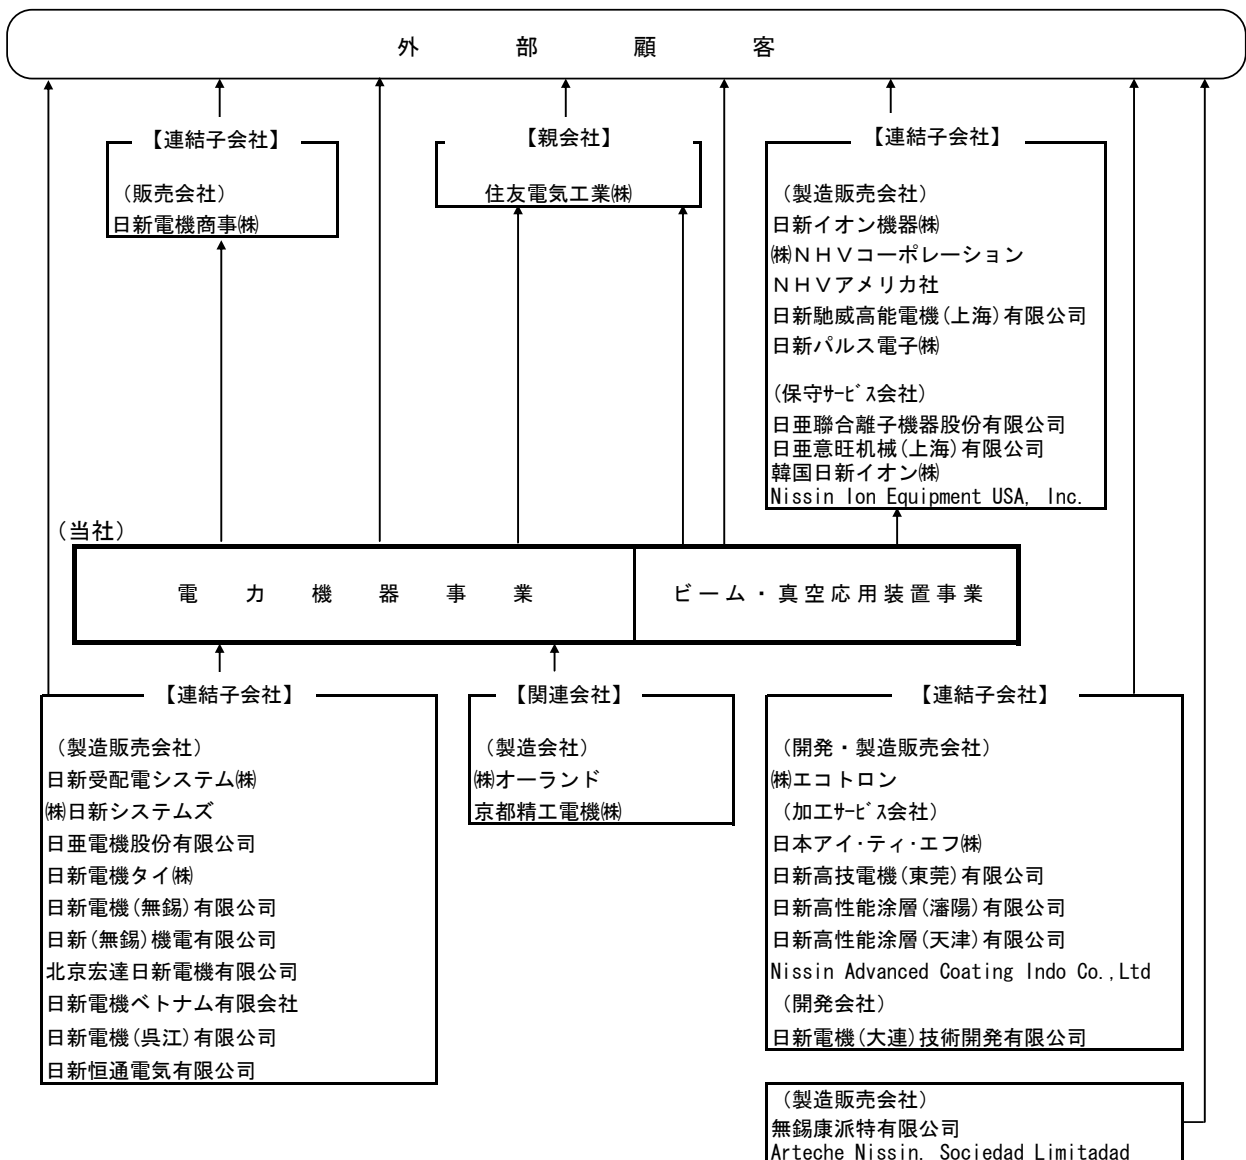 外部顧客
【連結子会社】
（販売会社）
日新電機商事㈱
【親会社】
住友電気工業㈱
【連結子会社】
（製造販売会社）
日新イオン機器㈱
㈱ＮＨＶコーポレーション
ＮＨＶアメリカ社
日新馳威高能電機(上海)有限公司
日新パルス電子㈱
（保守ｻｰﾋﾞｽ会社）
日亜聯合離子機器股份有限公司
日亜意旺机械(上海)有限公司
韓国日新イオン㈱
Nissin Ion Equipment USA, Inc.
（当社）
電力機器事業
ビーム・真空応用装置事業
【連結子会社】
（製造販売会社）
日新受配電システム㈱
㈱日新システムズ
日亜電機股份有限公司
日新電機タイ㈱
日新電機(無錫)有限公司
日新(無錫)機電有限公司
北京宏達日新電機有限公司
日新電機ベトナム有限会社
日新電機(呉江)有限公司
日新恒通電気有限公司
【関連会社】
（製造会社）
㈱オーランド
京都精工電機㈱
【連結子会社】
（開発・製造販売会社）
㈱エコトロン
（加工ｻｰﾋﾞｽ会社）
日本アイ･ティ･エフ㈱
日新高技電機(東莞)有限公司
日新高性能涂層(瀋陽)有限公司
日新高性能涂層(天津)有限公司
Nissin Advanced Coating Indo Co.,Ltd
（開発会社）
日新電機(大連)技術開発有限公司
（製造販売会社）
無錫康派特有限公司
Arteche Nissin, Sociedad Limitadad